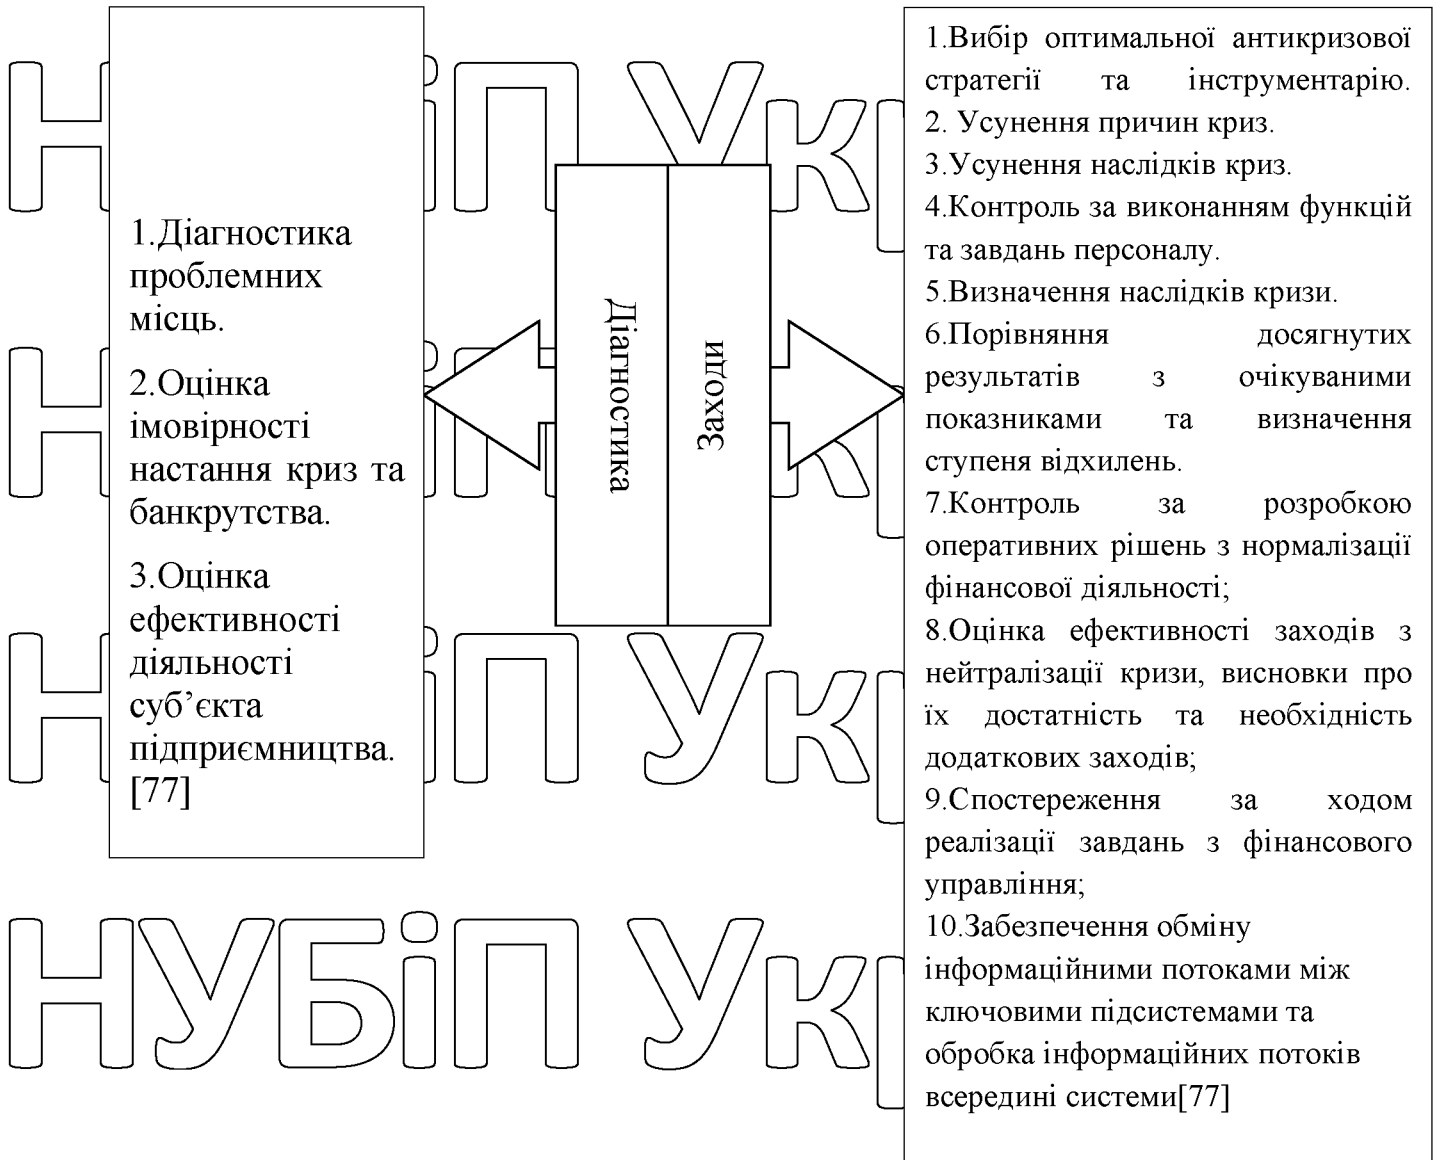 1.Діагностика
проблемних
місць.
2.Оцінка
імовірності
настання криз та
банкрутства.
3.Оцінка
ефективності
діяльності
суб’єкта
підприємництва.
[77]
Діагностика
Заходи
1.Вибір оптимальної антикризової
стратегії та інструментарію.
2. Усунення причин криз.
3.Усунення наслідків криз.
4.Контроль за виконанням функцій
та завдань персоналу.
5.Визначення наслідків кризи.
6.Порівняння досягнутих
результатів з очікуваними
показниками та визначення
ступеня відхилень.
7.Контроль за розробкою
оперативних рішень з нормалізації
фінансової діяльності;
8.Оцінка ефективності заходів з
нейтралізації кризи, висновки про
їх достатність та необхідність
додаткових заходів;
9.Спостереження за ходом
реалізації завдань з фінансового
управління;
10.Забезпечення обміну
інформаційними потоками між
ключовими підсистемами та
обробка інформаційних потоків
всередині системи[77]
НУБіП